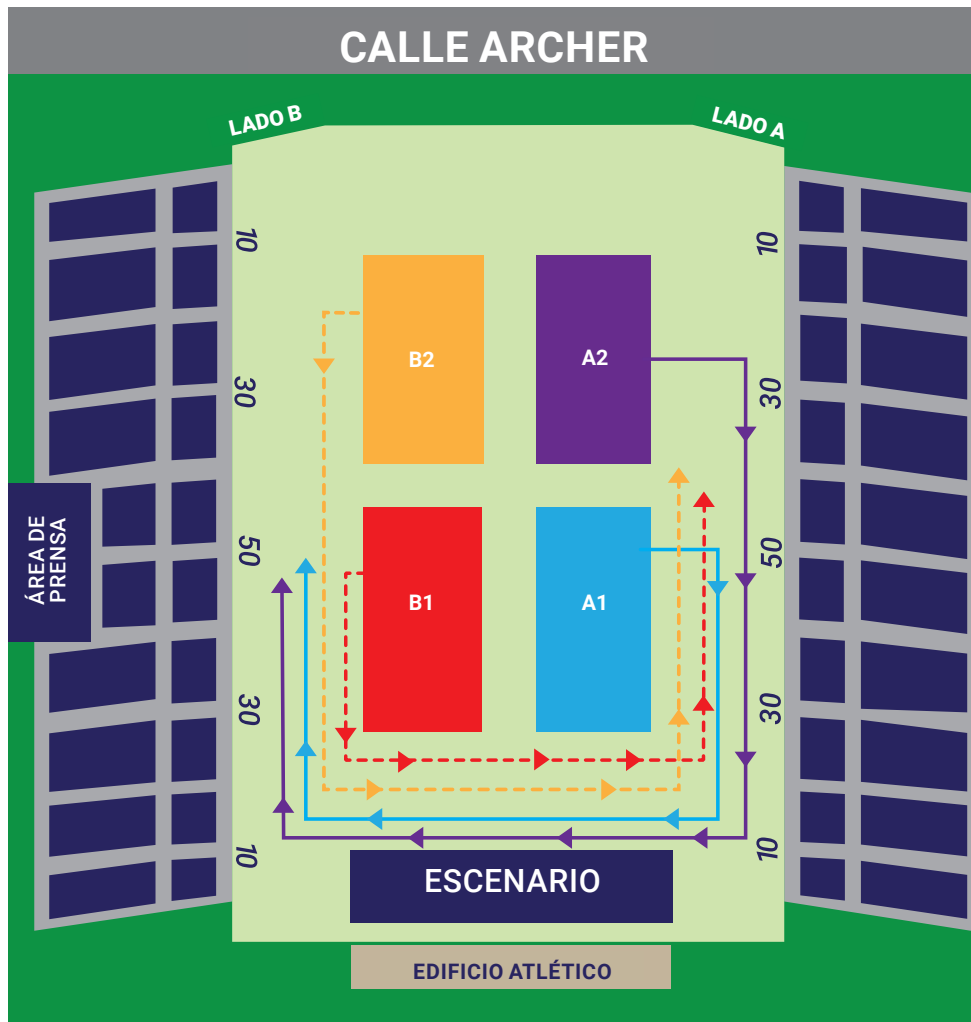 CALLE ARCHER
LADO B
LADO A
10
10
B2
A2
30
30
ÁREA DE
PRENSA
50
50
B1
A1
30
30
10
10
ESCENARIO
EDIFICIO ATLÉTICO